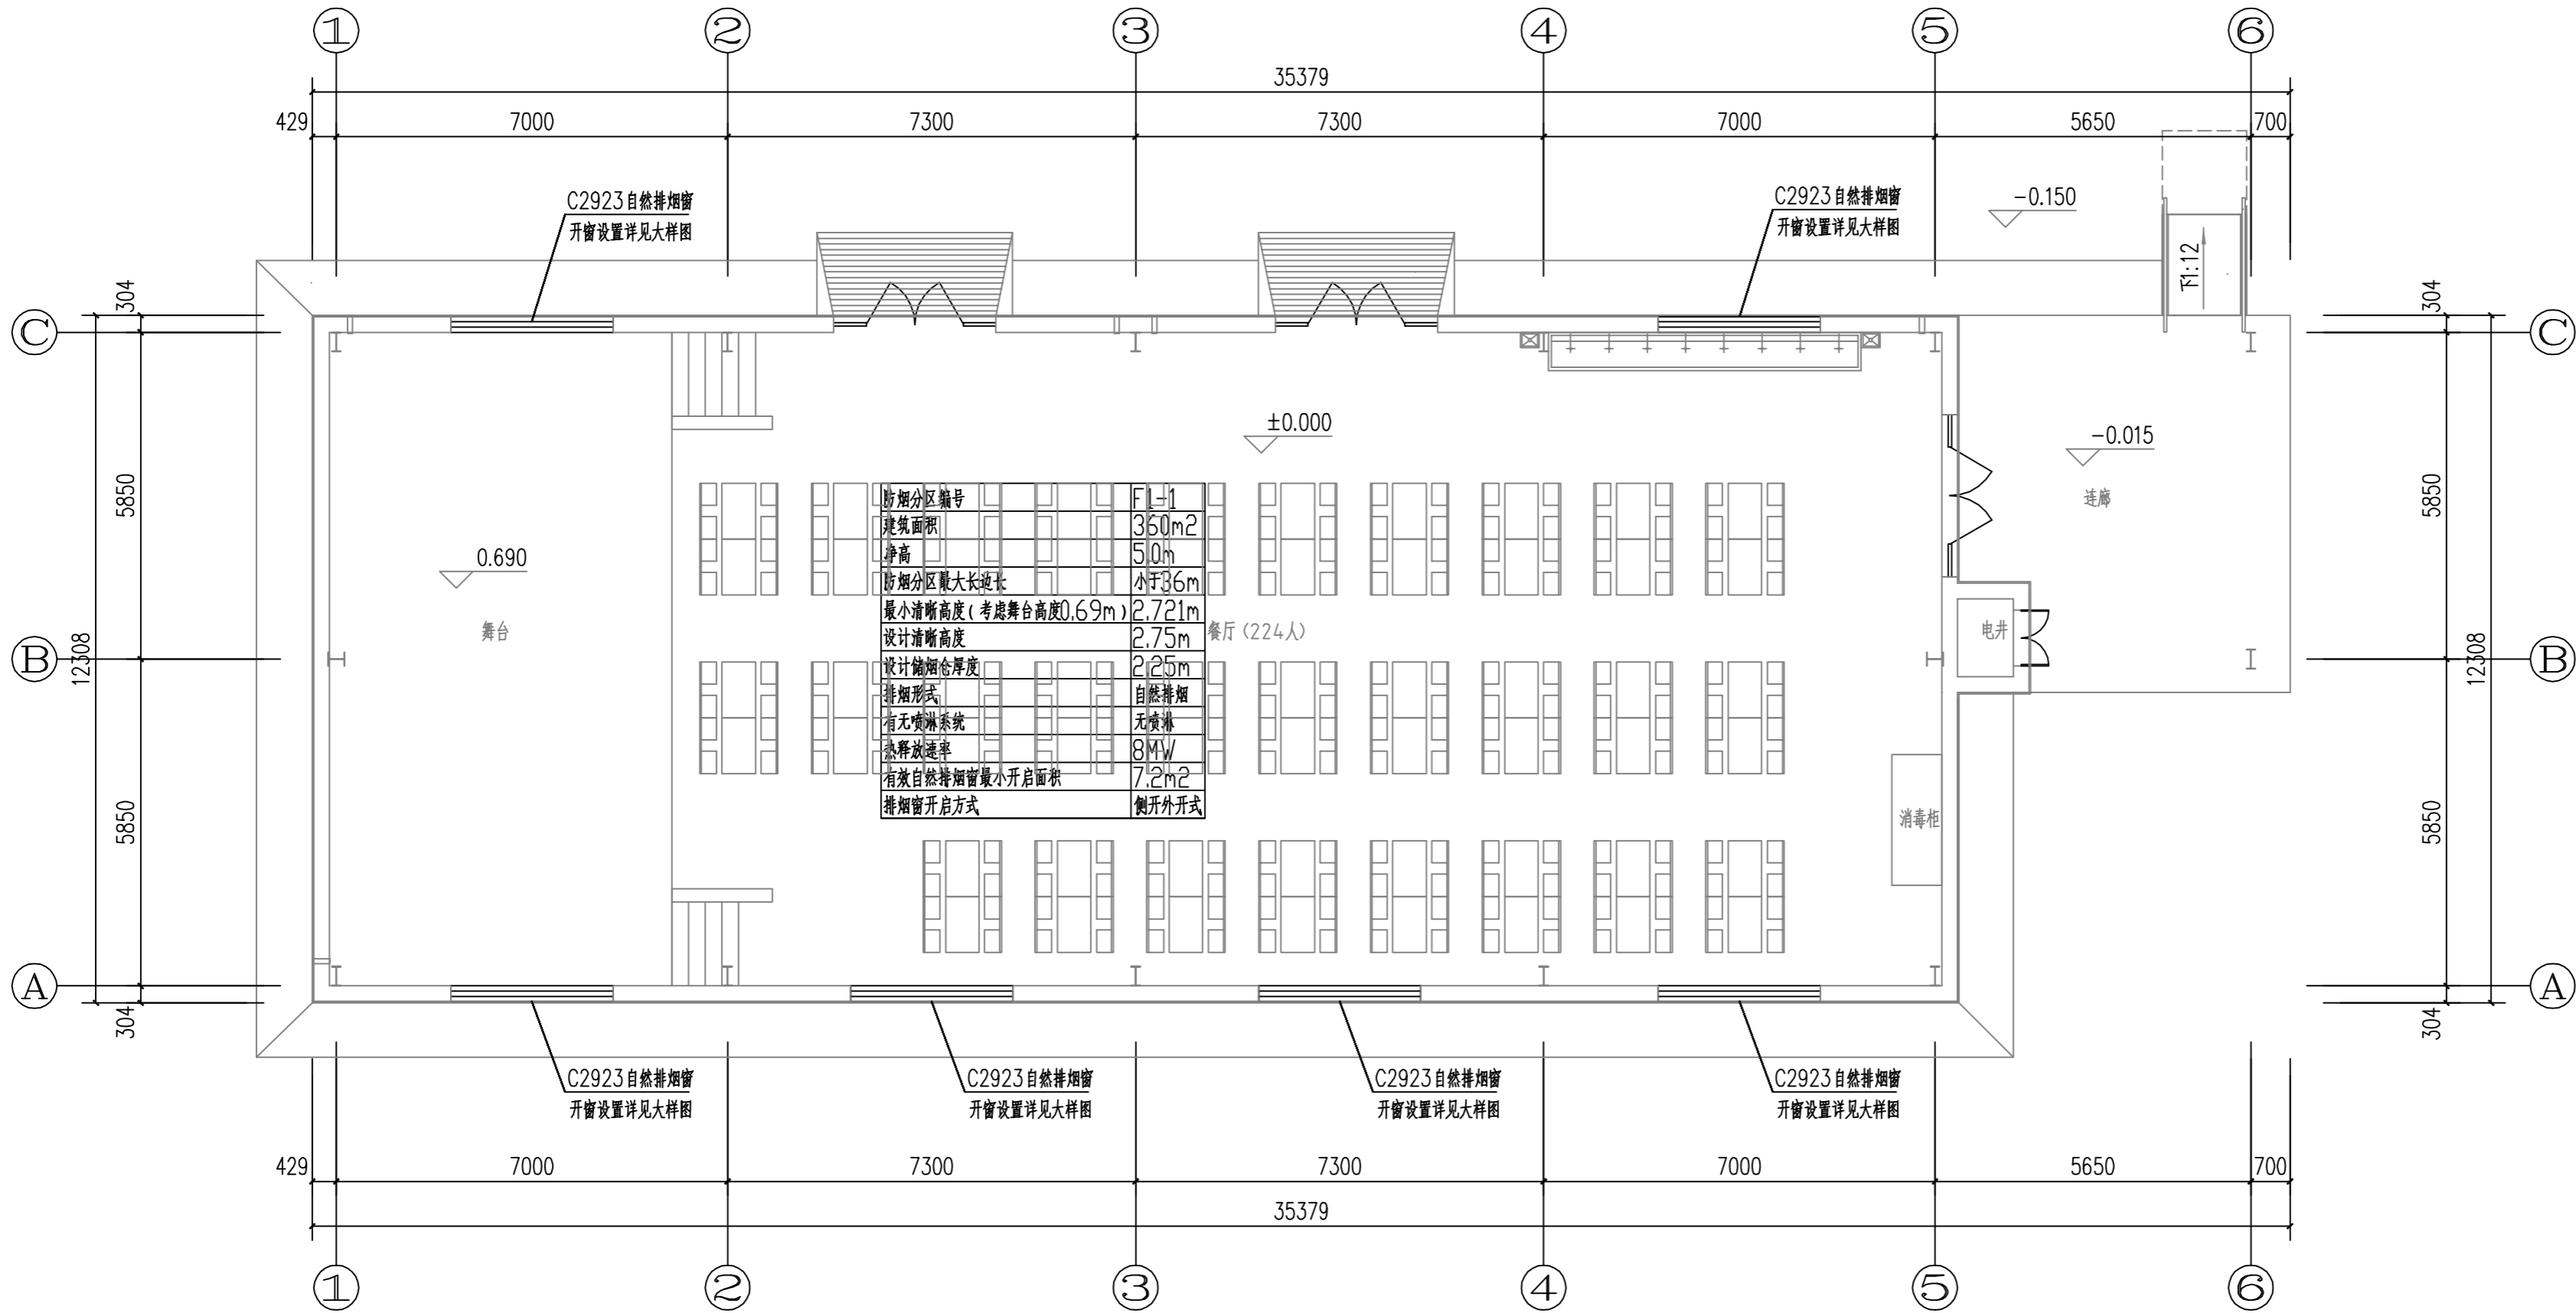 1 2 3 4 5 6
35379
429 7000 7300 7300 7000 5650 700
C2923自然排烟窗
开窗设置详见大样图
C2923自然排烟窗
开窗设置详见大样图
-0.150
下1:12
304
304
C
C
±0.000
-0.015
连廊
5850
5850
0.690
舞台
防烟分区编号 F1-1
建筑面积 360m2
净高 5.0m
防烟分区最大长边长 小于36m
最小清晰高度(考虑舞台高度0.69m) 2.721m
设计清晰高度 2.75m
设计储烟仓厚度 2.25m
排烟形式 自然排烟
有无喷淋系统 无喷淋
热释放速率 8MW
有效自然排烟窗最小开启面积 7.2m2
排烟窗开启方式 侧开外开式
餐厅(224人)
电井
B
B
12308
12308
5850
5850
消毒柜
A
A
304
304
C2923自然排烟窗
开窗设置详见大样图
C2923自然排烟窗
开窗设置详见大样图
C2923自然排烟窗
开窗设置详见大样图
C2923自然排烟窗
开窗设置详见大样图
429 7000 7300 7300 7000 5650 700
35379
1 2 3 4 5 6